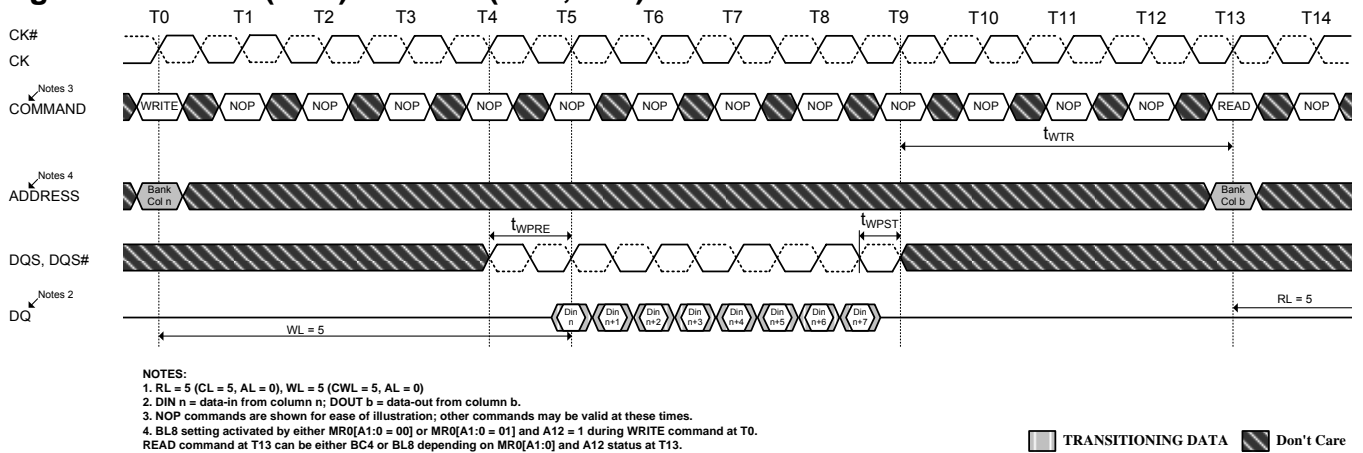 T0 T1 T2 T3 T4 T5 T6 T7 T8 T9 T10 T11 T12 T13 T14
CK#
CK
Notes 3
COMMAND
WRITE NOP NOP NOP NOP NOP NOP NOP NOP NOP NOP NOP NOP READ NOP
tWTR
Notes 4
ADDRESS
Bank Col n
Bank Col b
tWPRE
tWPST
DQS, DQS#
Notes 2
DQ
Din n
Din n+1
Din n+2
Din n+3
Din n+4
Din n+5
Din n+6
Din n+7
RL = 5
WL = 5
NOTES:
1. RL = 5 (CL = 5, AL = 0), WL = 5 (CWL = 5, AL = 0)
2. DIN n = data-in from column n; DOUT b = data-out from column b.
3. NOP commands are shown for ease of illustration; other commands may be valid at these times.
4. BL8 setting activated by either MR0[A1:0 = 00] or MR0[A1:0 = 01] and A12 = 1 during WRITE command at T0.
READ command at T13 can be either BC4 or BL8 depending on MR0[A1:0] and A12 status at T13.
TRANSITIONING DATA
Don't Care